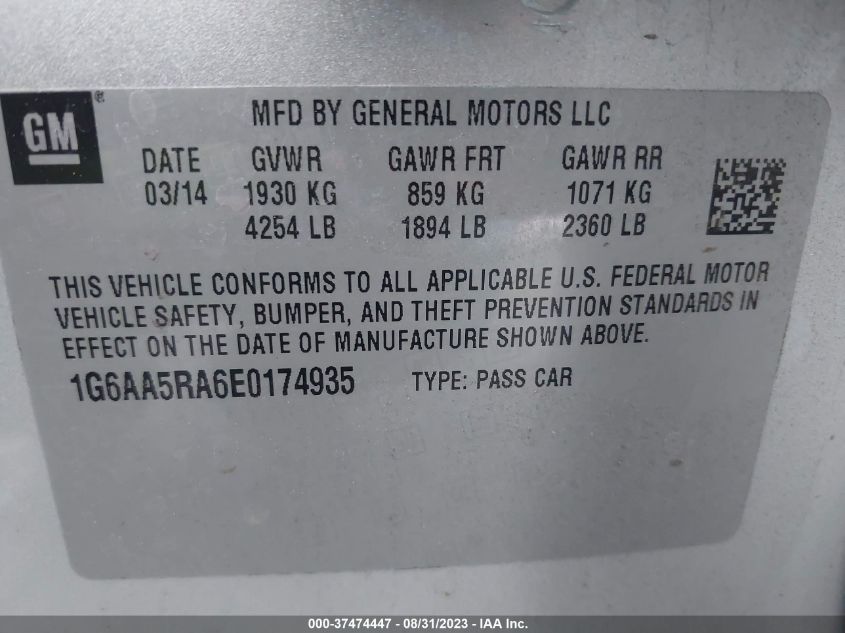 GM ®
MFD BY GENERAL MOTORS LLC
DATE GVWR GAWR FRT GAWR RR
03/14 1930 KG 859 KG 1071 KG
4254 LB 1894 LB 2360 LB
THIS VEHICLE CONFORMS TO ALL APPLICABLE U.S. FEDERAL MOTOR
VEHICLE SAFETY, BUMPER, AND THEFT PREVENTION STANDARDS IN
EFFECT ON THE DATE OF MANUFACTURE SHOWN ABOVE.
1G6AA5RA6E0174935 TYPE: PASS CAR
000-37474447 - 08/31/2023 - IAA Inc.